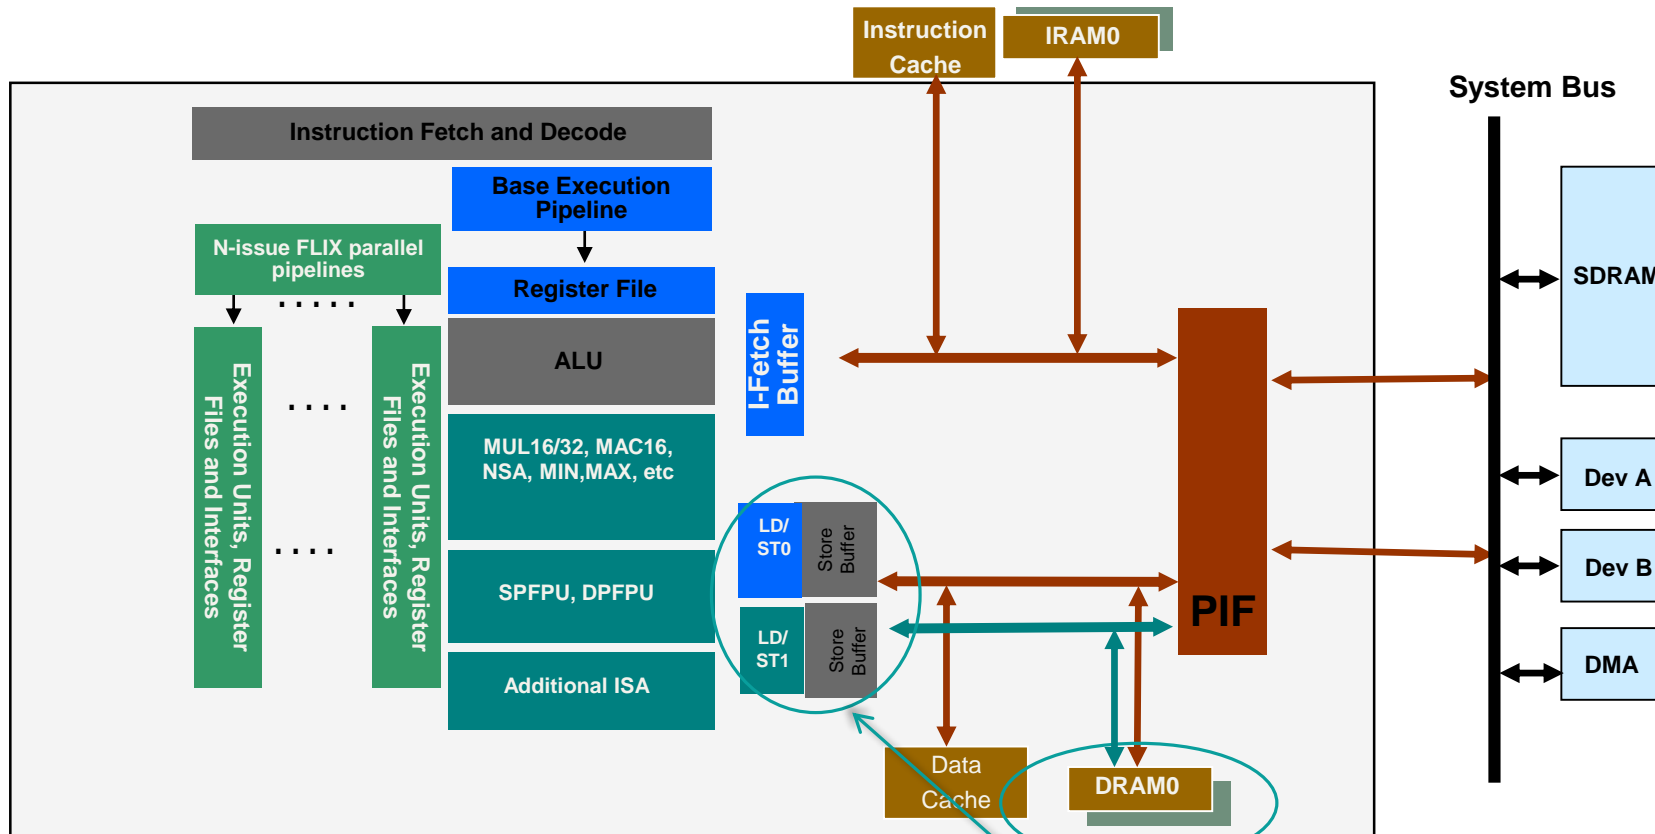 Instruction
Cache
IRAM0
System Bus
Instruction Fetch and Decode
Base Execution
Pipeline
N-issue FLIX parallel
pipelines
. . . . .
Register File
SDRAM
ALU
I-Fetch
Buffer
Execution Units, Register
Files and Interfaces
. . . .
. . . .
Execution Units, Register
Files and Interfaces
MUL16/32, MAC16,
NSA, MIN,MAX, etc
Dev A
LD/
ST0
Store
Buffer
Dev B
SPFPU, DPFPU
PIF
LD/
ST1
Store
Buffer
DMA
Additional ISA
Data
Cache
DRAM0